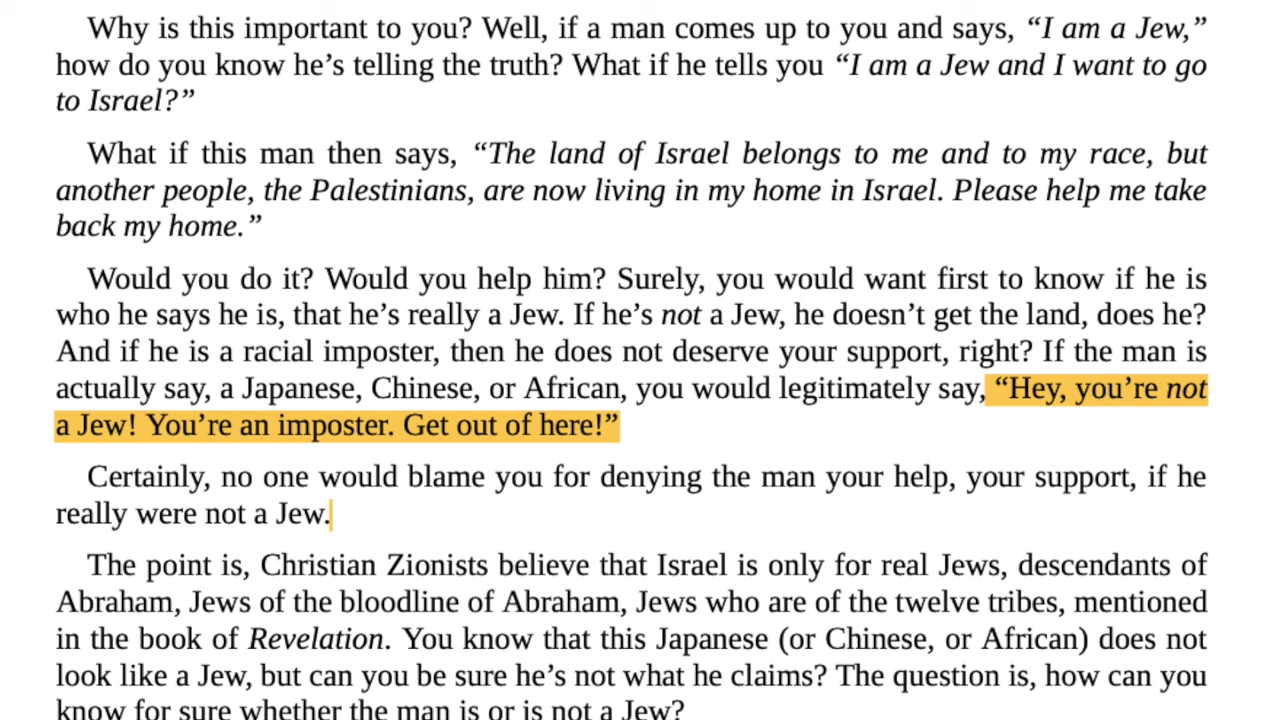 Why is this important to you? Well, if a man comes up to you and says, “I am a Jew,”
how do you know he’s telling the truth? What if he tells you “I am a Jew and I want to go
to Israel?”
What if this man then says, “The land of Israel belongs to me and to my race, but
another people, the Palestinians, are now living in my home in Israel. Please help me take
back my home.”
Would you do it? Would you help him? Surely, you would want first to know if he is
who he says he is, that he’s really a Jew. If he’s not a Jew, he doesn’t get the land, does he?
And if he is a racial imposter, then he does not deserve your support, right? If the man is
actually say, a Japanese, Chinese, or African, you would legitimately say, “Hey, you’re not
a Jew! You’re an imposter. Get out of here!”
Certainly, no one would blame you for denying the man your help, your support, if he
really were not a Jew.
The point is, Christian Zionists believe that Israel is only for real Jews, descendants of
Abraham, Jews of the bloodline of Abraham, Jews who are of the twelve tribes, mentioned
in the book of Revelation. You know that this Japanese (or Chinese, or African) does not
look like a Jew, but can you be sure he’s not what he claims? The question is, how can you
know for sure whether the man is or is not a Jew?